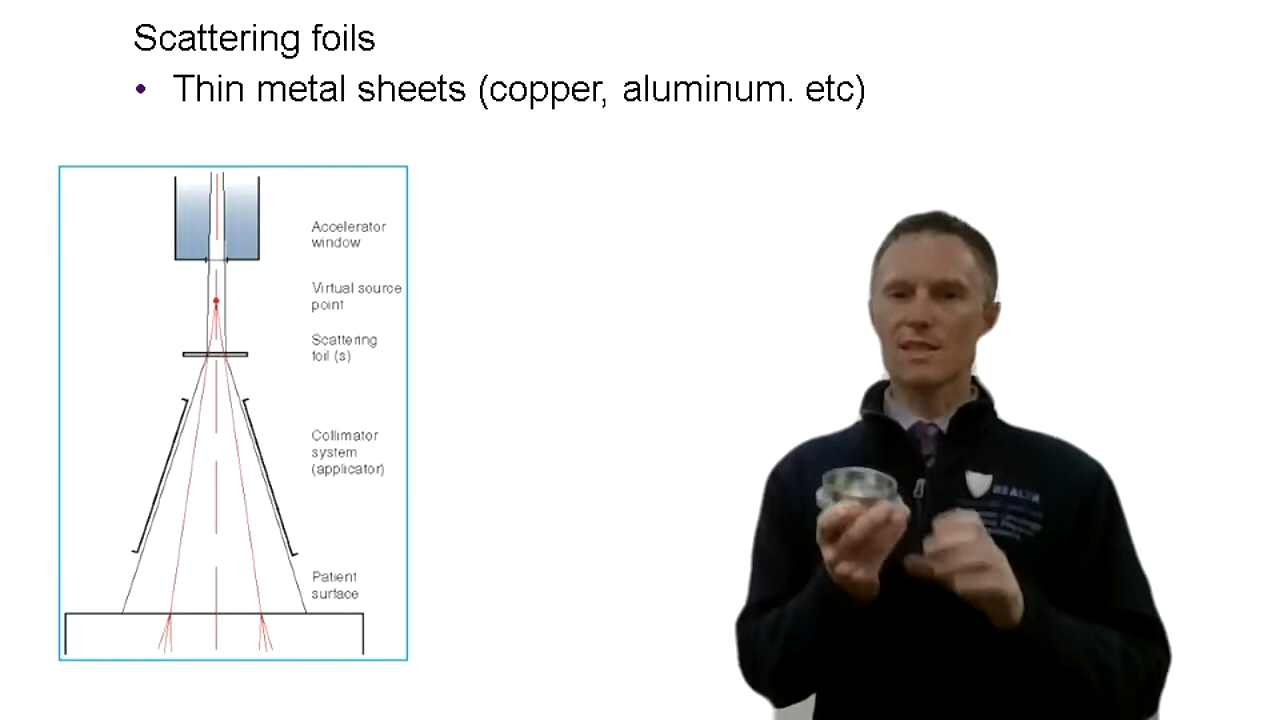 Scattering foils
• Thin metal sheets (copper, aluminum. etc)
Accelerator
window
Virtual source
point
Scattering
foil (s)
Collimator
system
(applicator)
Patient
surface
HEALTH